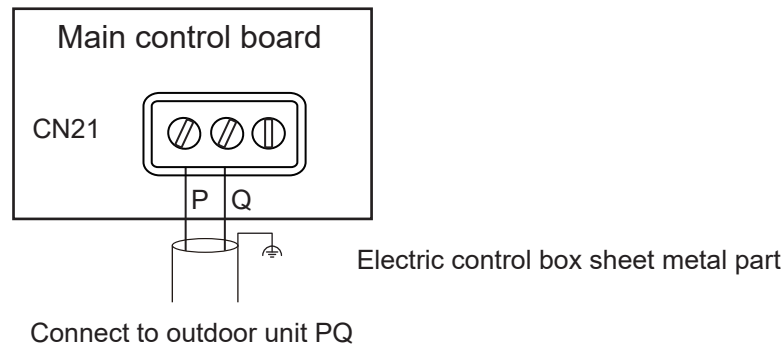 Main control board
CN21
P Q
Electric control box sheet metal part
Connect to outdoor unit PQ